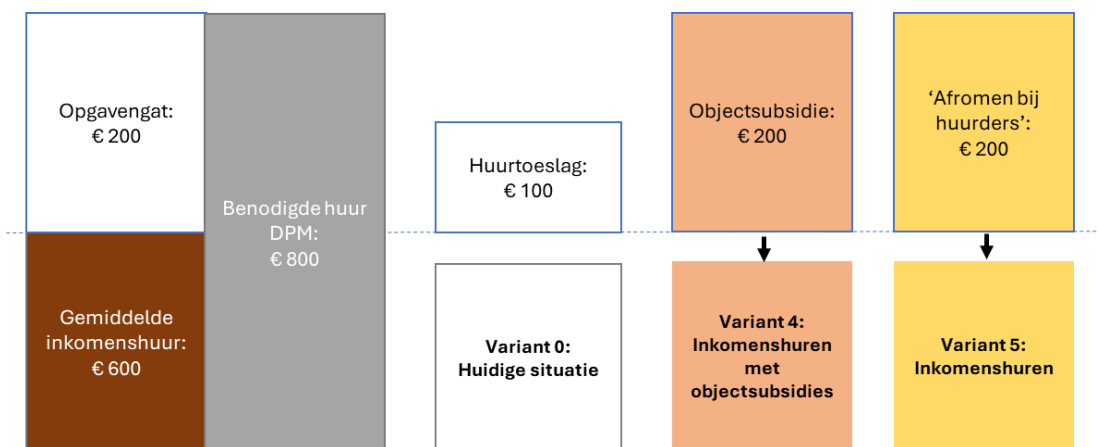 Opgavengat:
€ 200
Gemiddelde
inkomenshuur:
€ 600
Benodigde huur
DPM:
€ 800
Huurtoeslag:
€ 100
Variant 0:
Huidige situatie
Objectsubsidie:
€ 200
Variant 4:
Inkomenshuren
met
objectsubsidies
‘Afromen bij
huurders’:
€ 200
Variant 5:
Inkomenshuren